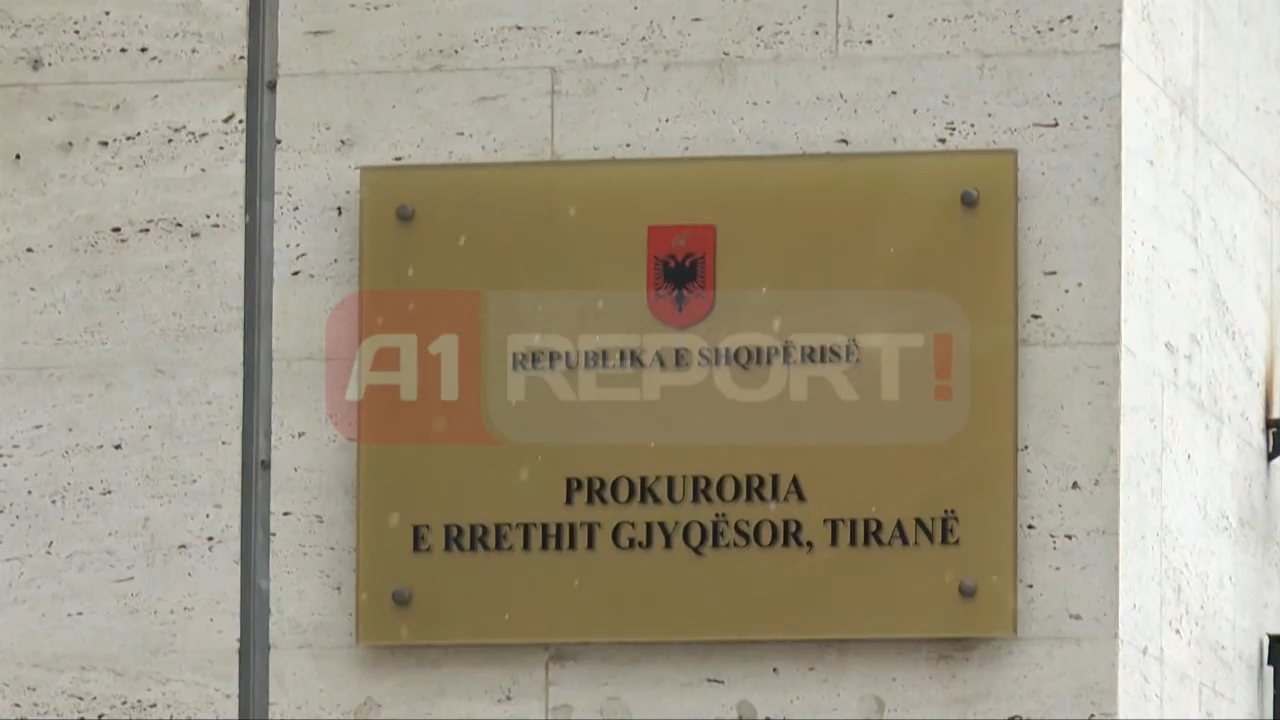 REPUBLIKA E SHQIPËRISË
A1 REPORT!
PROKURORIA
E RRETHIT GJYQËSOR, TIRANË